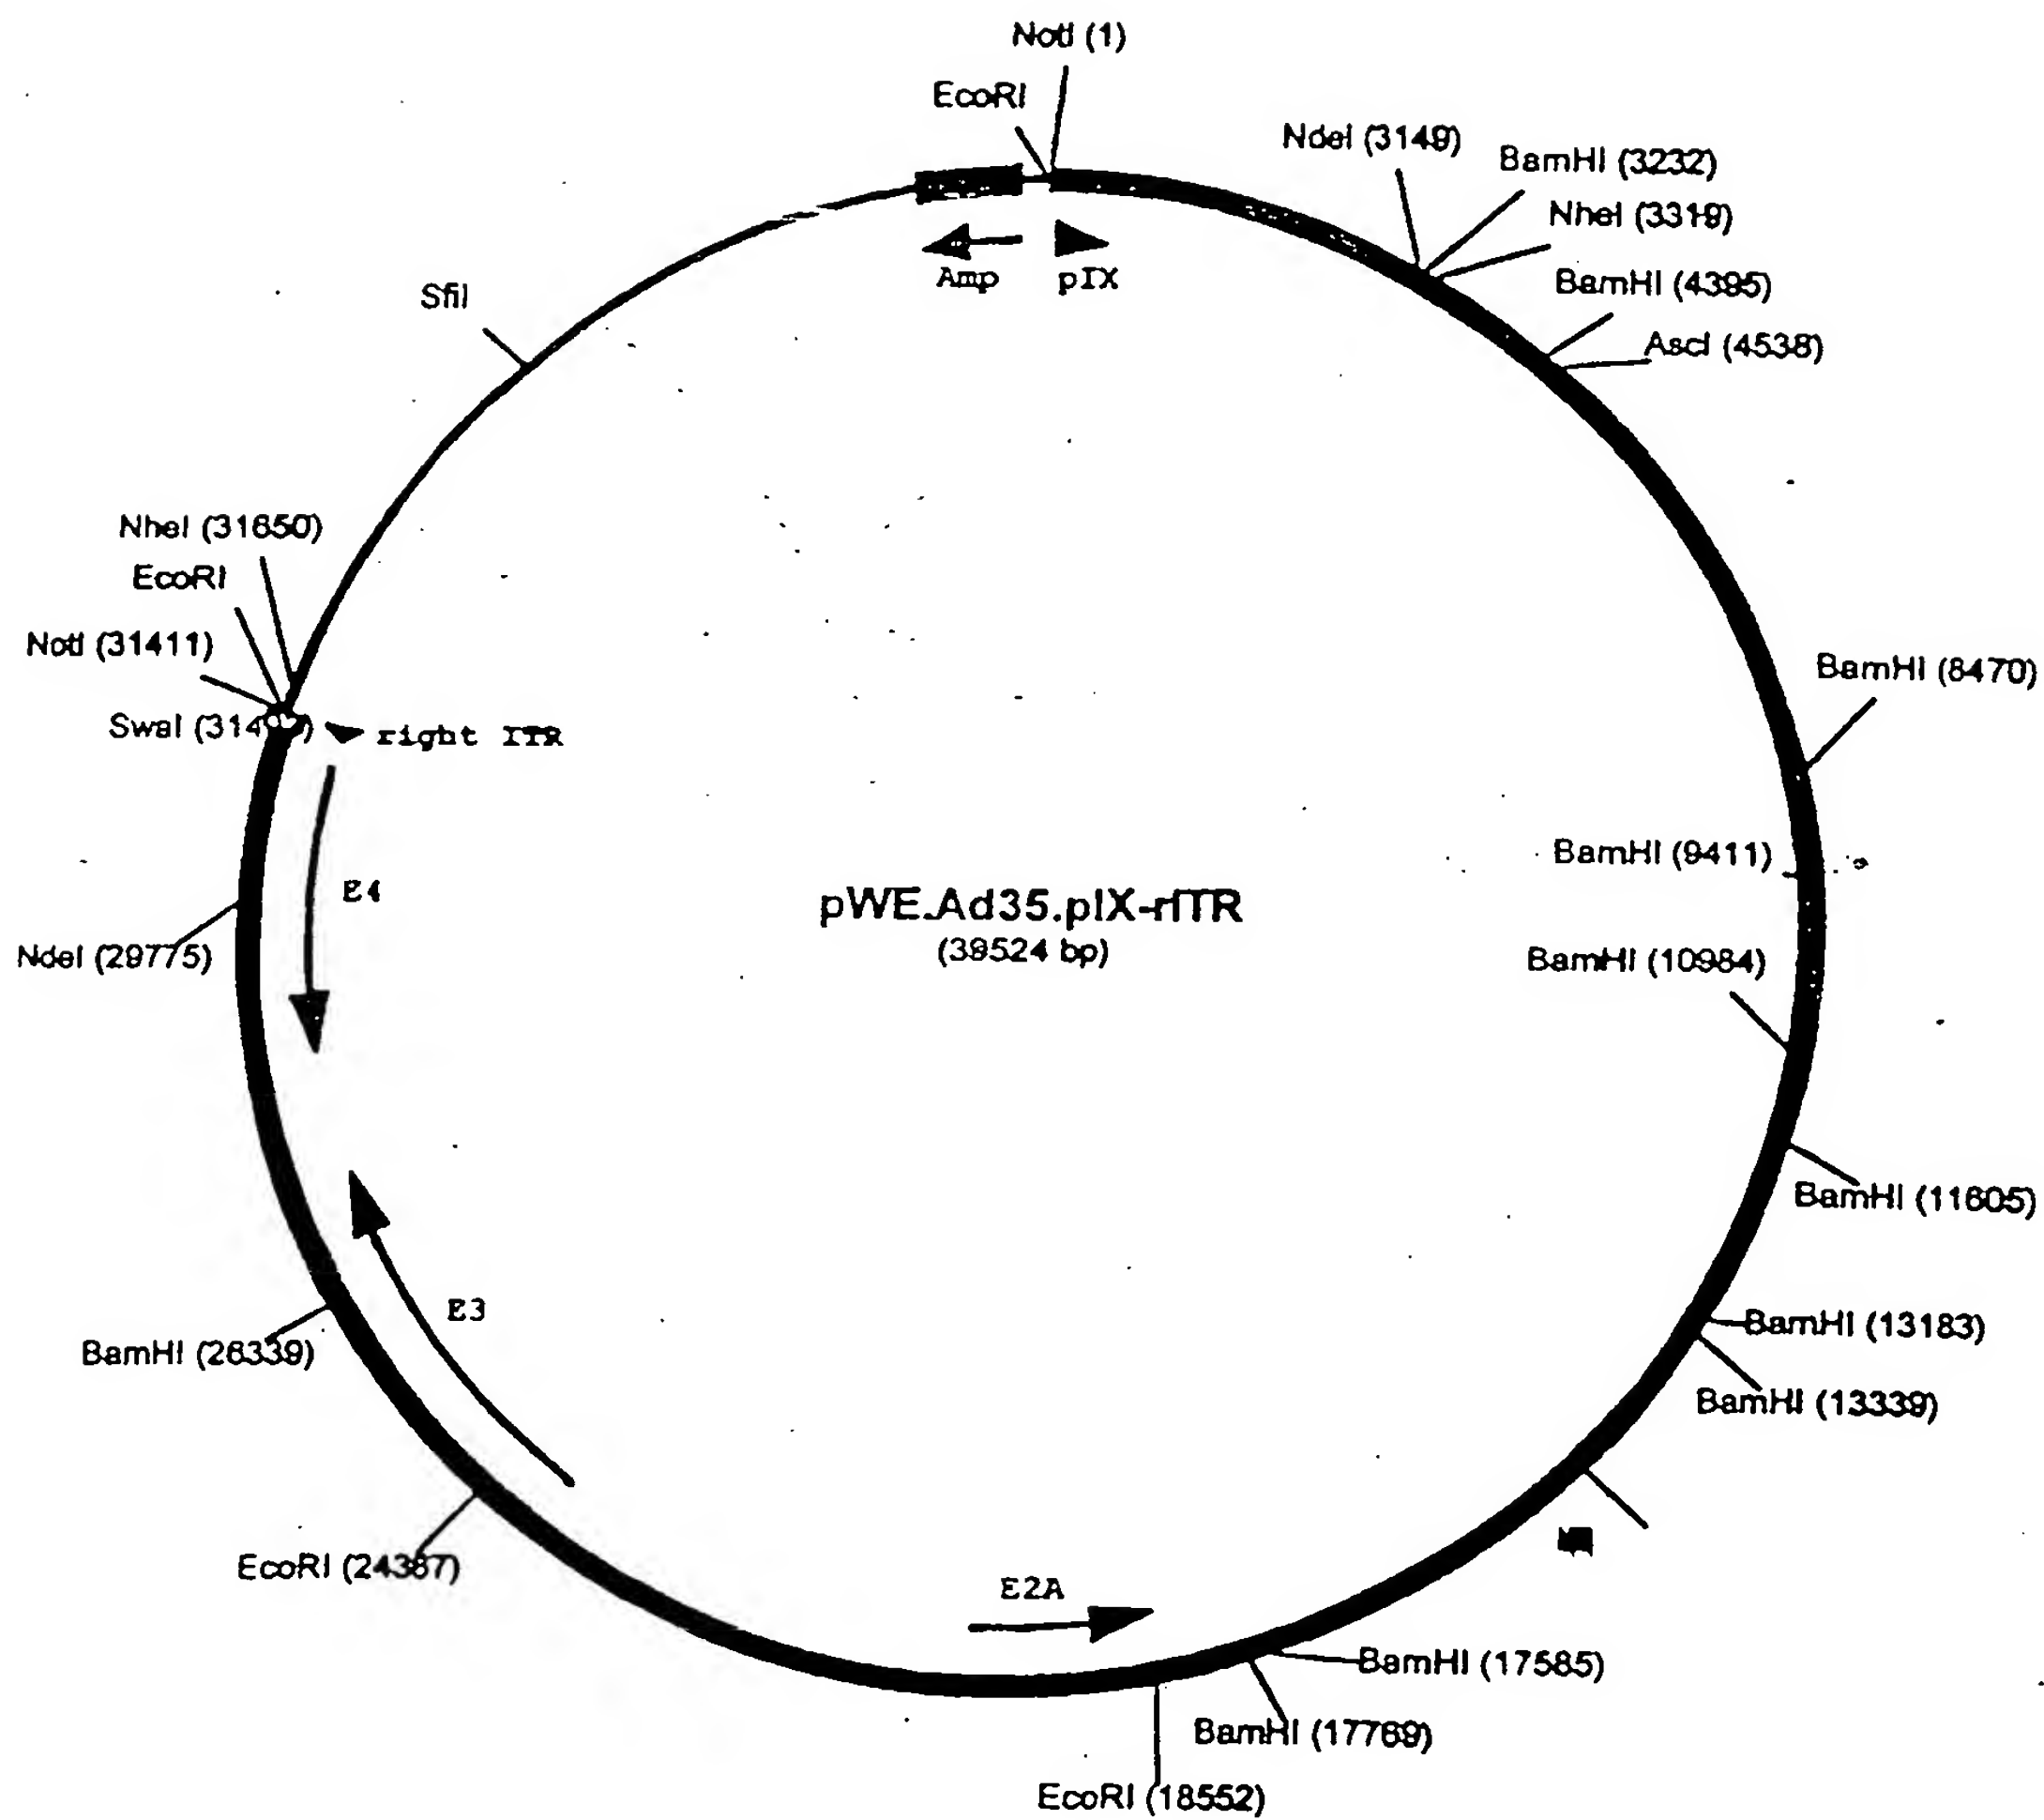 NotI (1)
EcoRI
NdeI (3149)
BamHI (3232)
NheI (3319)
BamHI (4395)
AscI (4538)
Amp
pIX
SfiI
NheI (31650)
EcoRI
NotI (31411)
SwaI
right ITR
BamHI (8470)
BamHI (9411)
E4
pWE.Ad35.pIX-rITR
(39524 bp)
NdeI (29775)
BamHI (10984)
BamHI (11605)
E3
BamHI (13183)
BamHI (26339)
BamHI (13339)
EcoRI (24387)
E2A
BamHI (17585)
BamHI (17769)
EcoRI (18552)